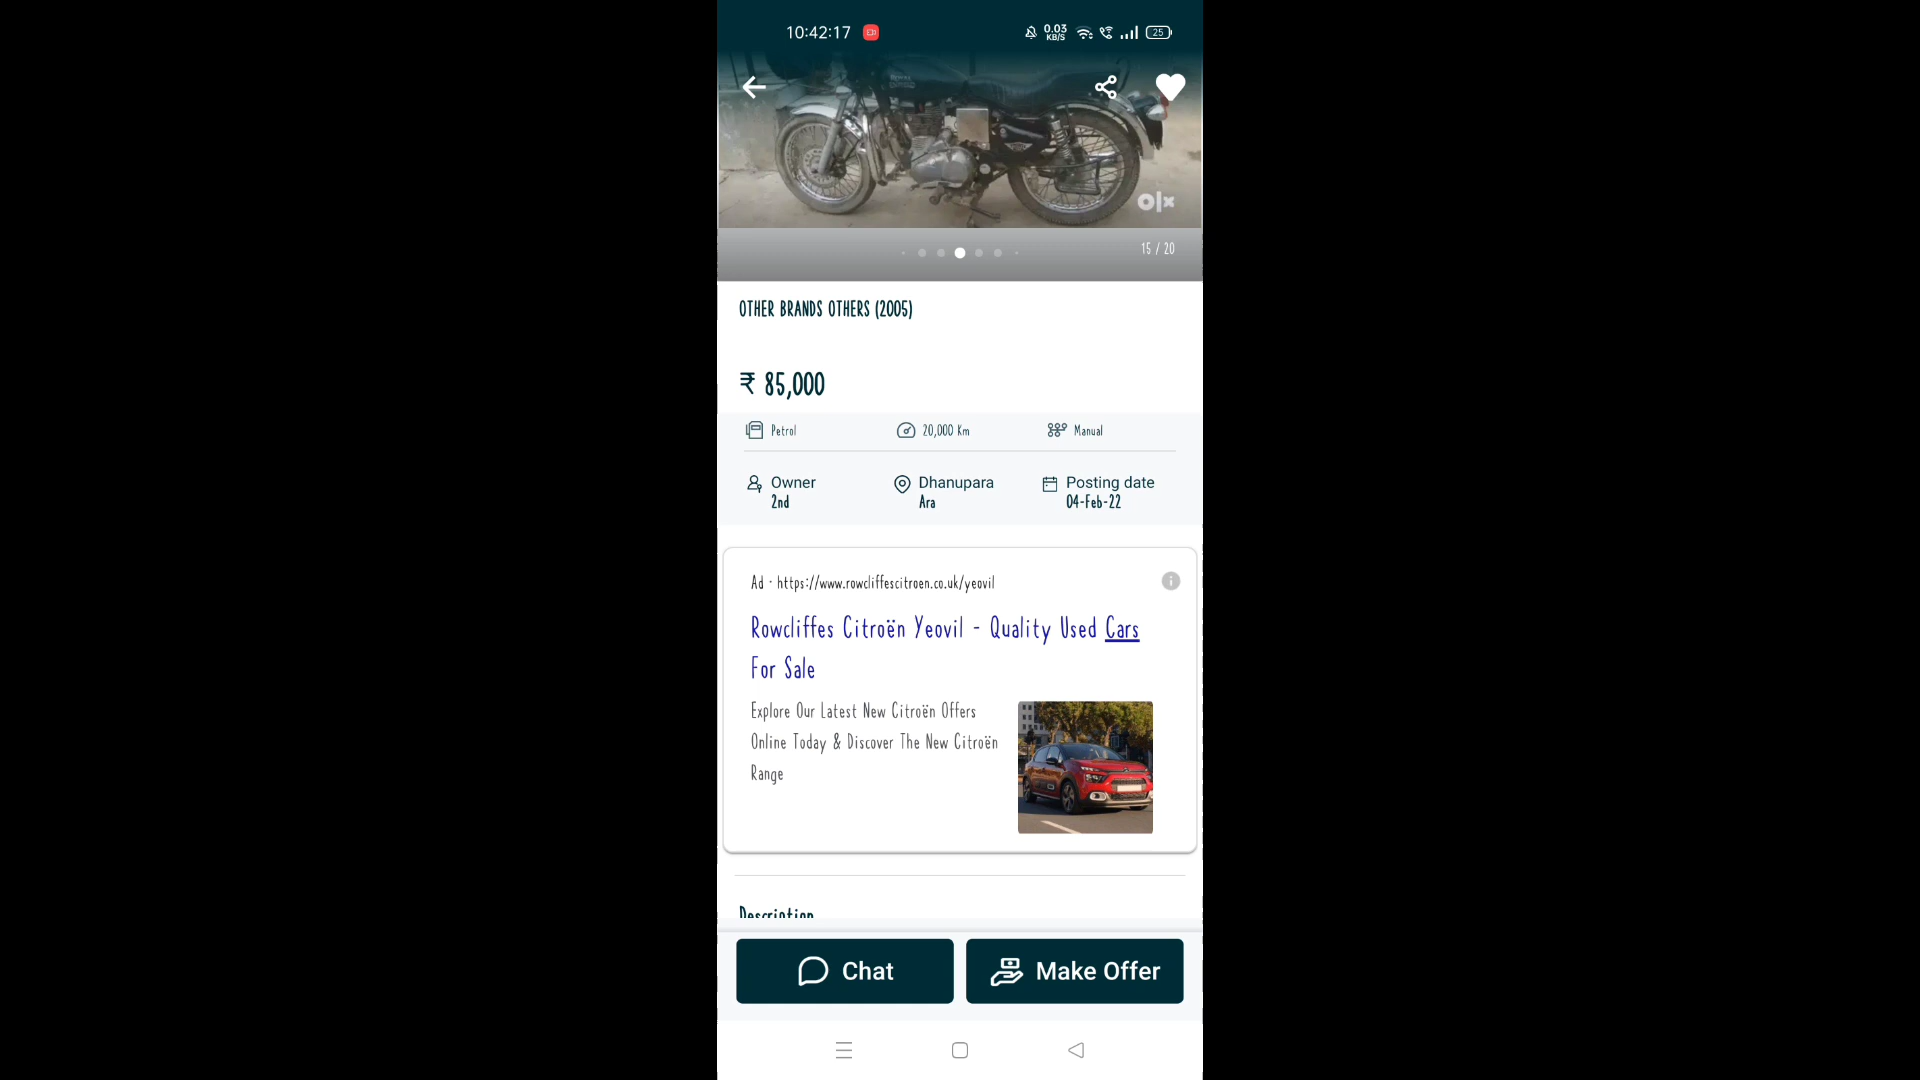 10:42:17
0.03
KB/S
25
olx
15 / 20
OTHER BRANDS OTHERS (2005)
₹ 85,000
Petrol
20,000 Km
Manual
Owner
2nd
Dhanupara
Ara
Posting date
04-Feb-22
Ad · https://www.rowcliffescitroen.co.uk/yeovil
Rowcliffes Citroën Yeovil - Quality Used Cars
For Sale
Explore Our Latest New Citroën Offers
Online Today & Discover The New Citroën
Range
Description
Chat
Make Offer